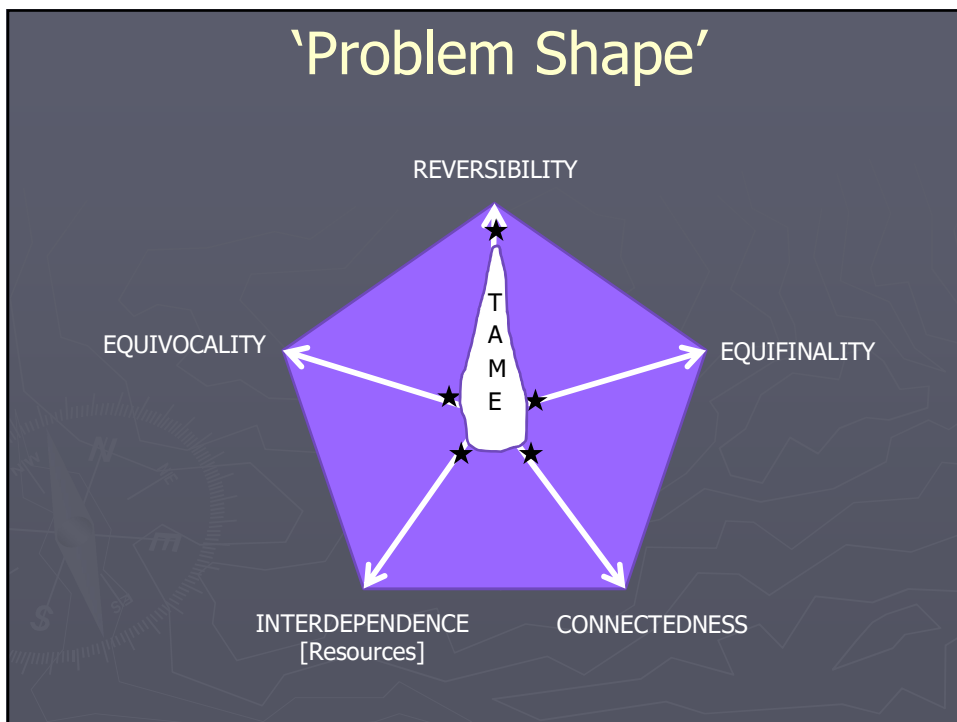 ‘Problem Shape’
REVERSIBILITY
T
A
M
E
EQUIVOCALITY
EQUIFINALITY
INTERDEPENDENCE
[Resources]
CONNECTEDNESS
N
m
S